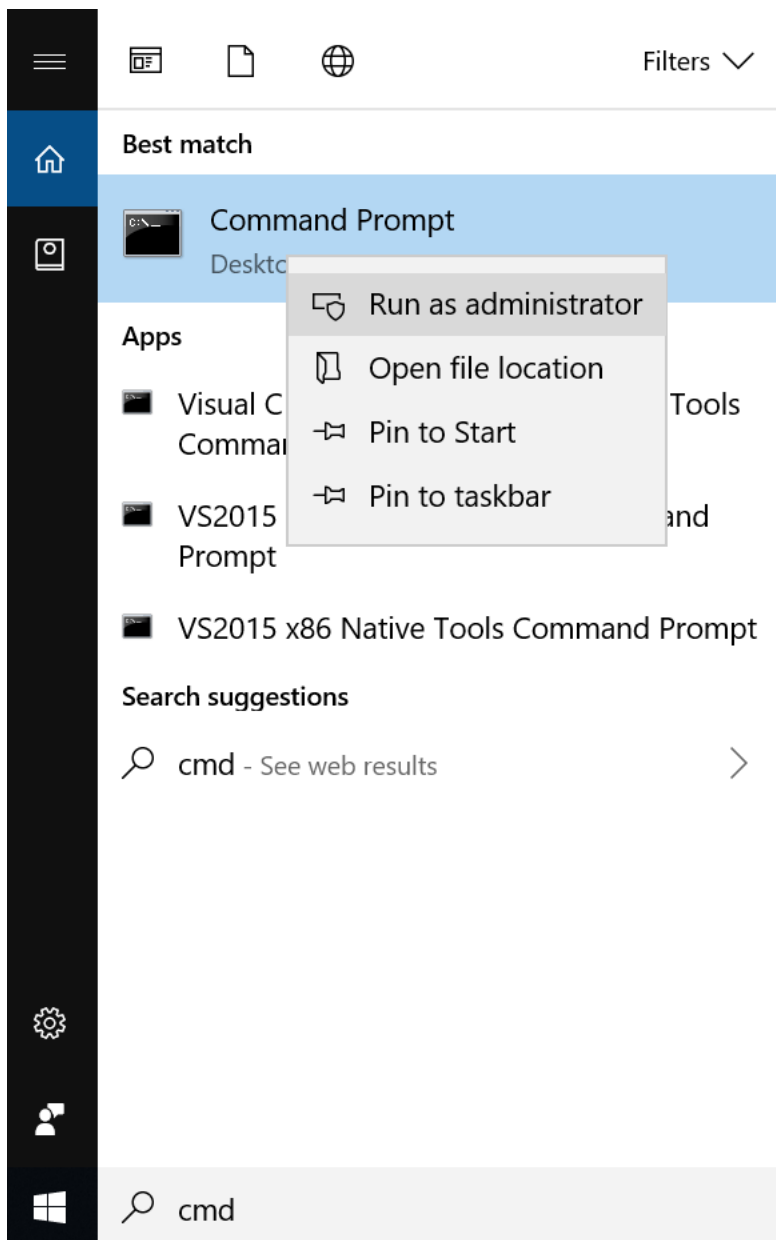 Filters
Best match
Command Prompt
Deskto
Run as administrator
Apps
Open file location
Visual C
Tools
Comman
Pin to Start
Pin to taskbar
VS2015
and
Prompt
VS2015 x86 Native Tools Command Prompt
Search suggestions
cmd - See web results
cmd